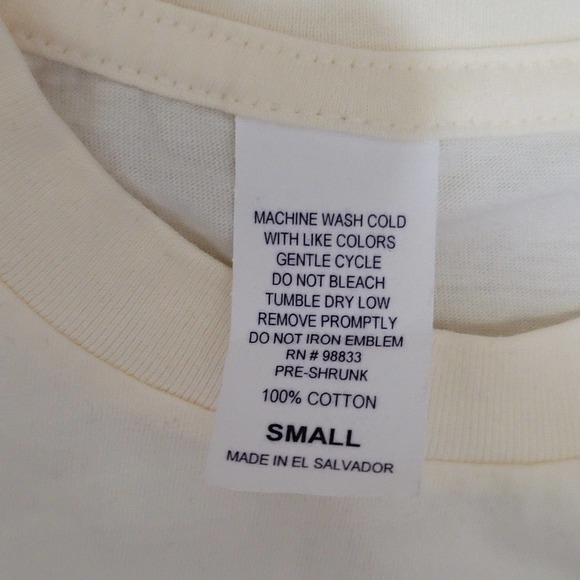 MACHINE WASH COLD
WITH LIKE COLORS
GENTLE CYCLE
DO NOT BLEACH
TUMBLE DRY LOW
REMOVE PROMPTLY
DO NOT IRON EMBLEM
RN # 98833
PRE-SHRUNK
100% COTTON
SMALL
MADE IN EL SALVADOR